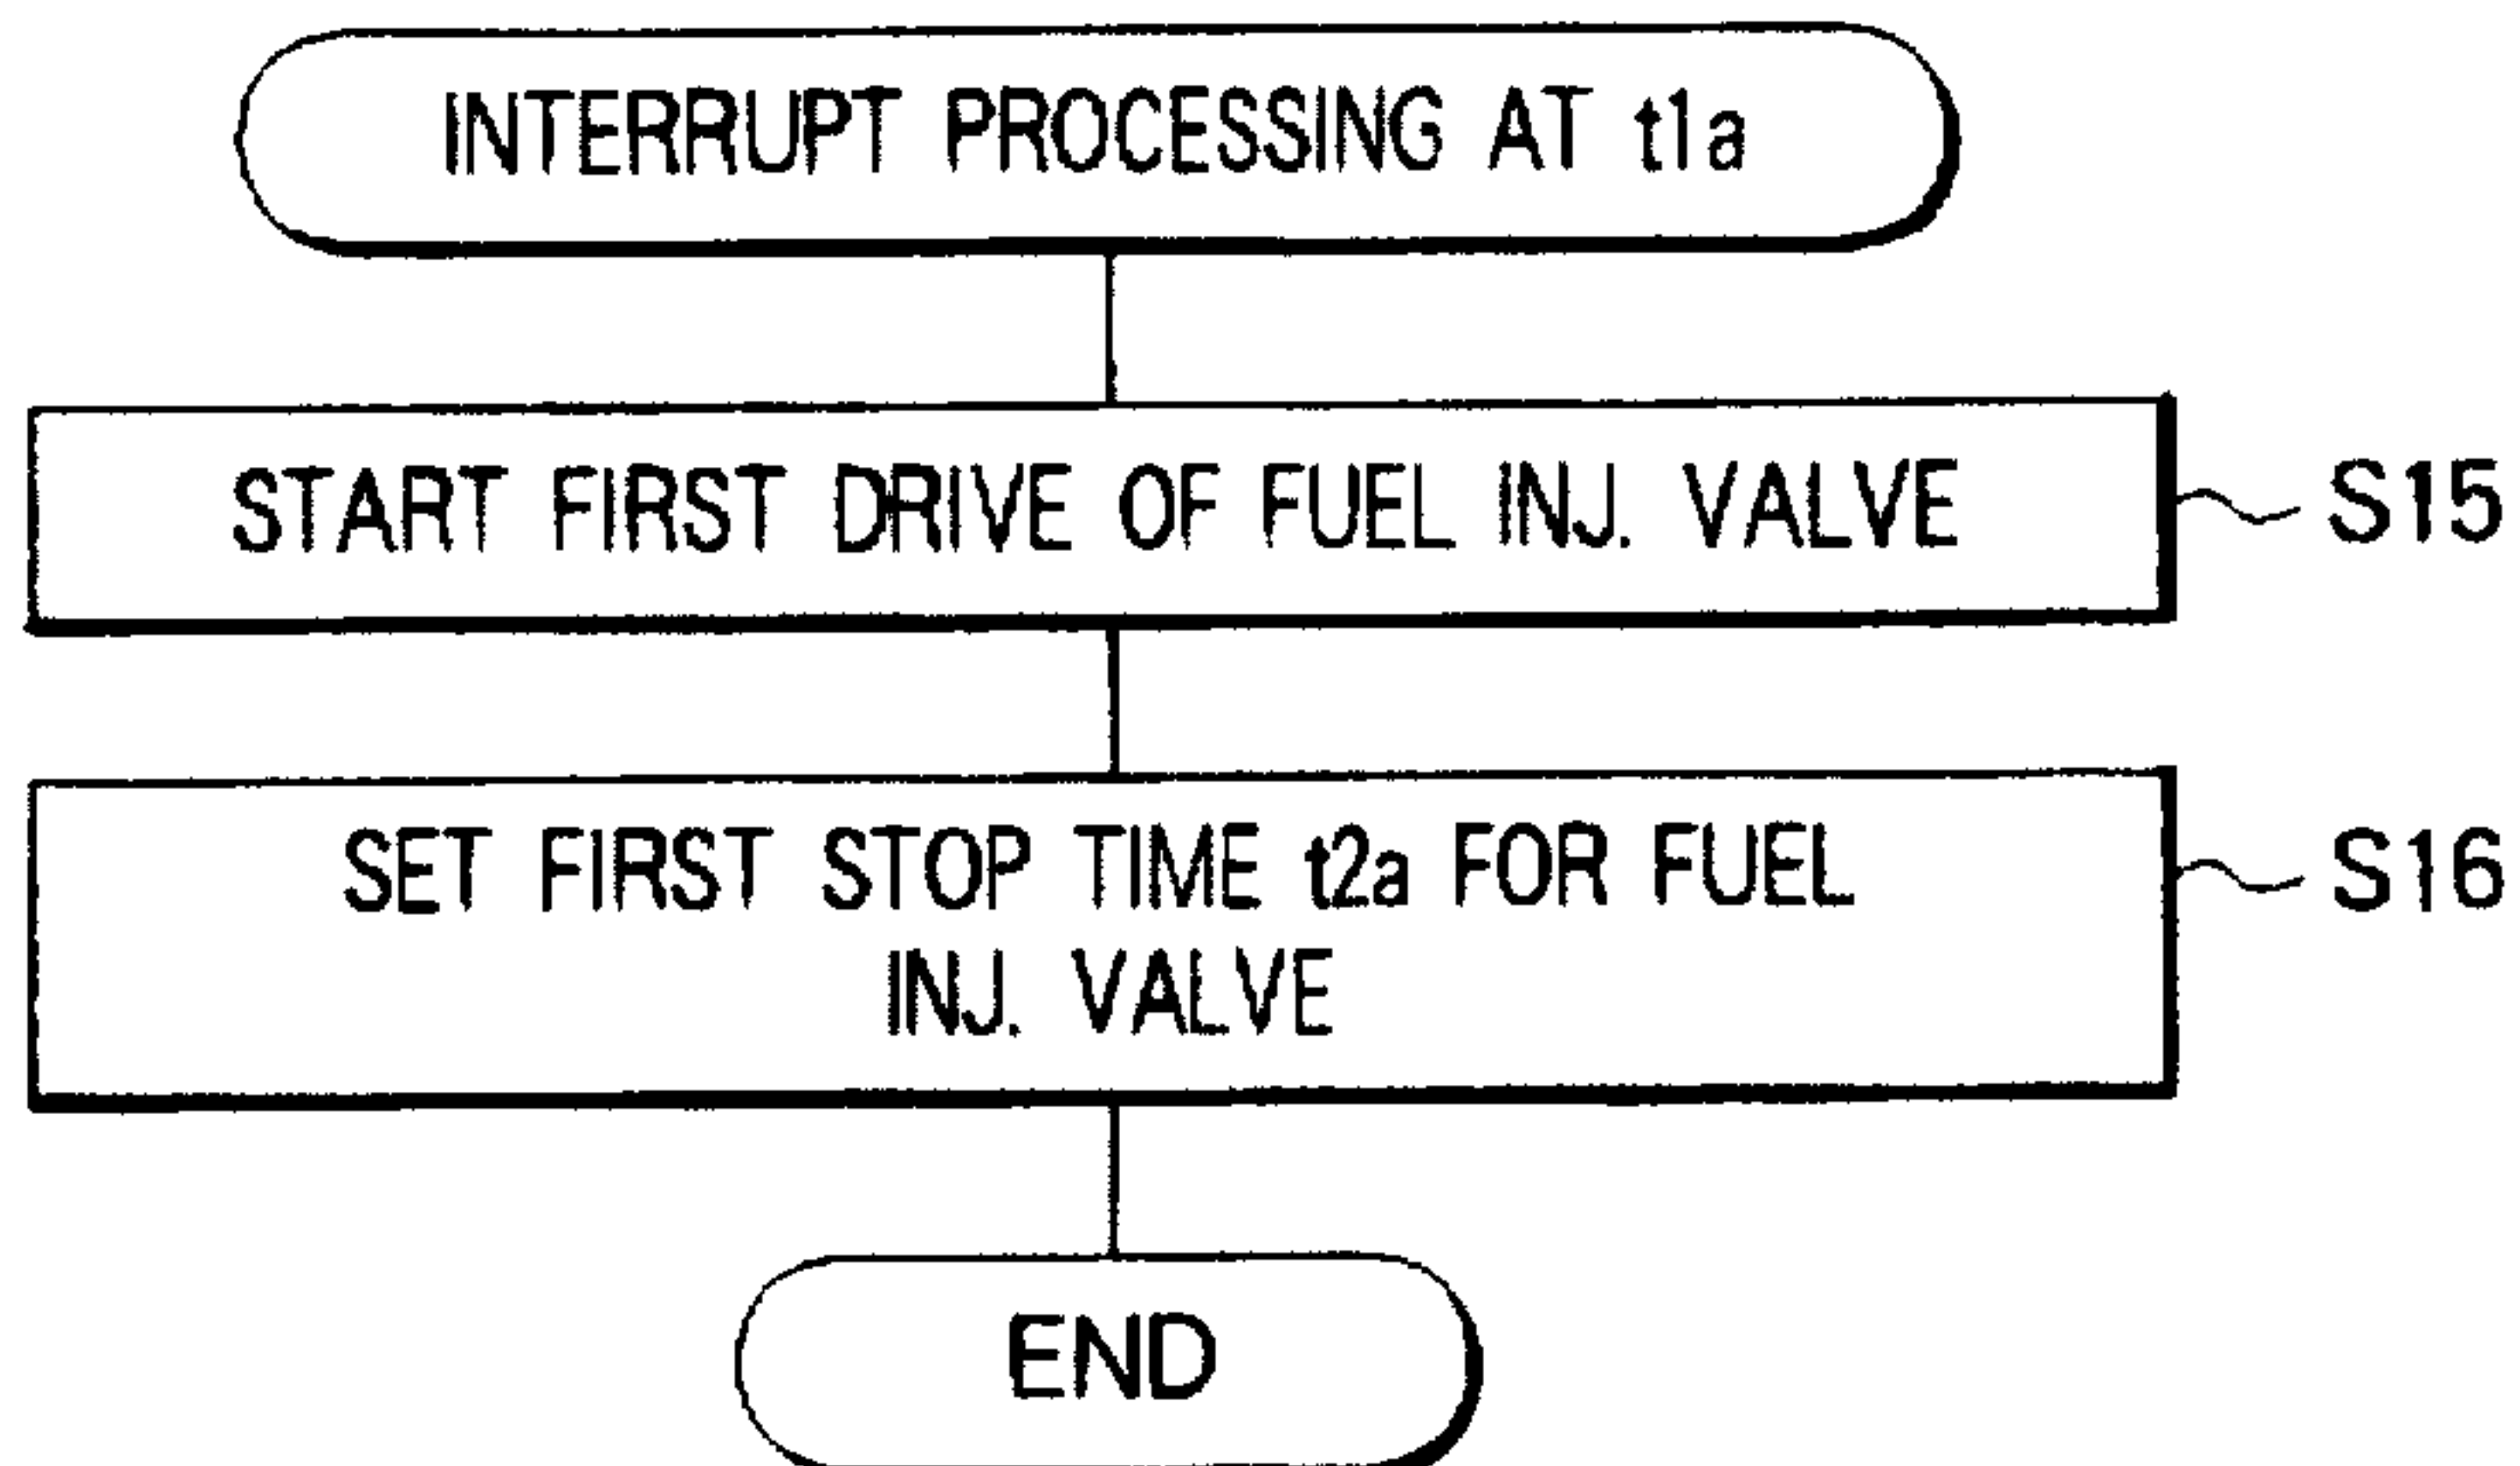 INTERRUPT PROCESSING AT t1a
START FIRST DRIVE OF FUEL INJ. VALVE
S15
SET FIRST STOP TIME t2a FOR FUEL
INJ. VALVE
S16
END